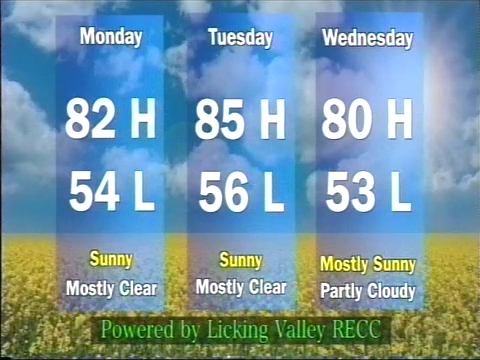 Monday
82 H
54 L
Sunny
Mostly Clear
Tuesday
85 H
56 L
Sunny
Mostly Clear
Wednesday
80 H
53 L
Mostly Sunny
Partly Cloudy
Powered by Licking Valley RECC